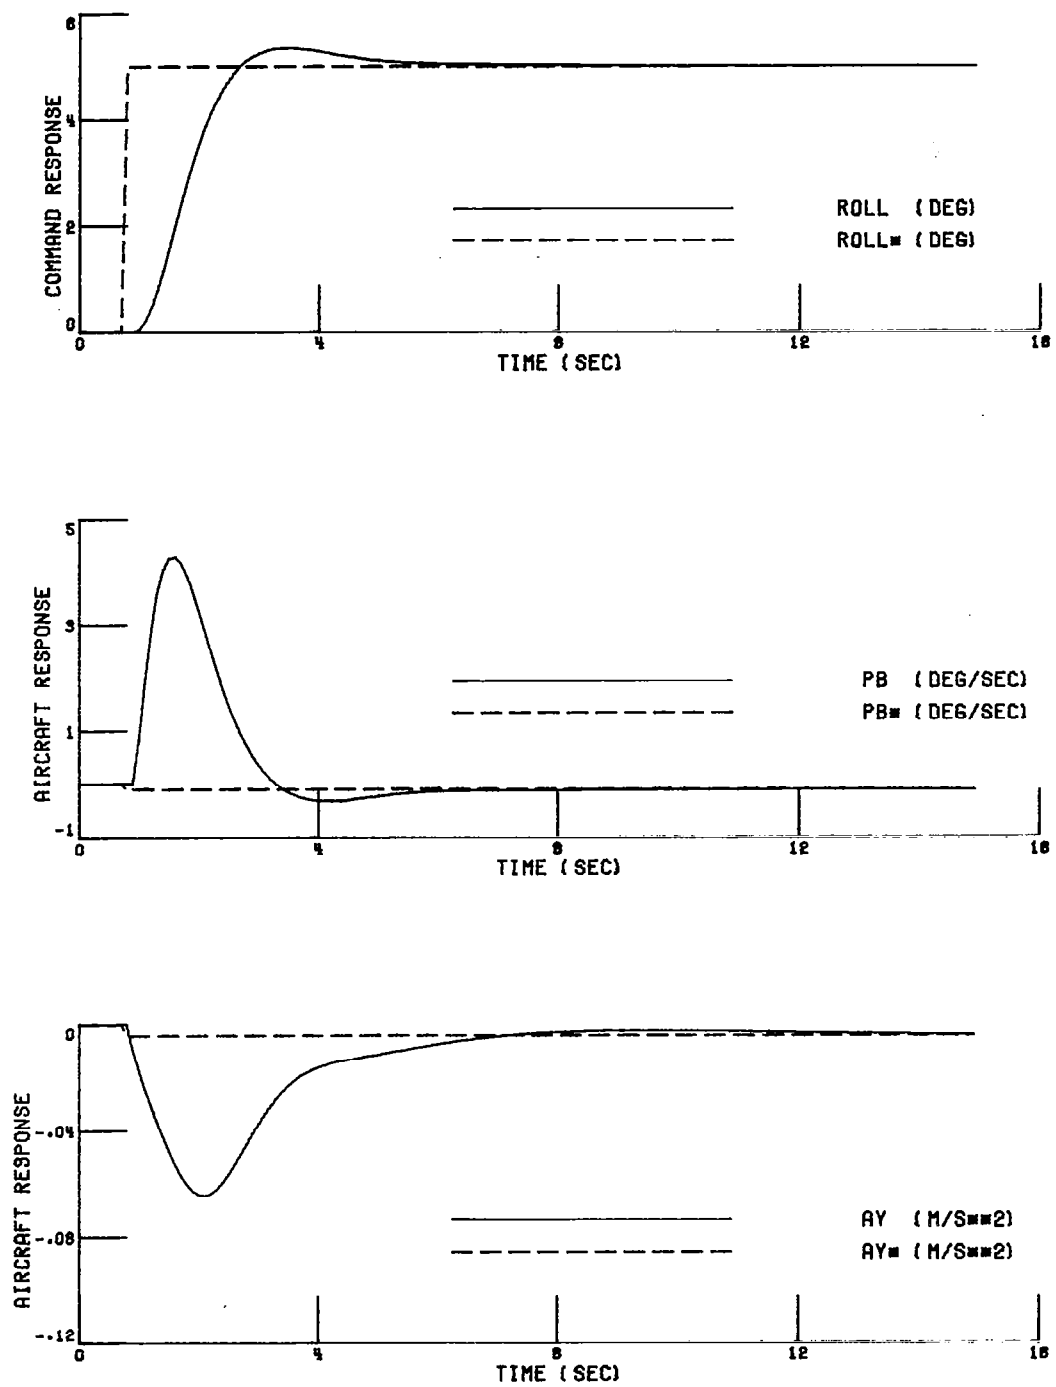 6
4
2
0
COMMAND RESPONSE
ROLL (DEG)
ROLL* (DEG)
0 4 8 12 16
TIME (SEC)
5
3
1
-1
AIRCRAFT RESPONSE
PB (DEG/SEC)
PB* (DEG/SEC)
0 4 8 12 16
TIME (SEC)
0
-.04
-.08
-.12
AIRCRAFT RESPONSE
AY (M/S**2)
AY* (M/S**2)
0 4 8 12 16
TIME (SEC)